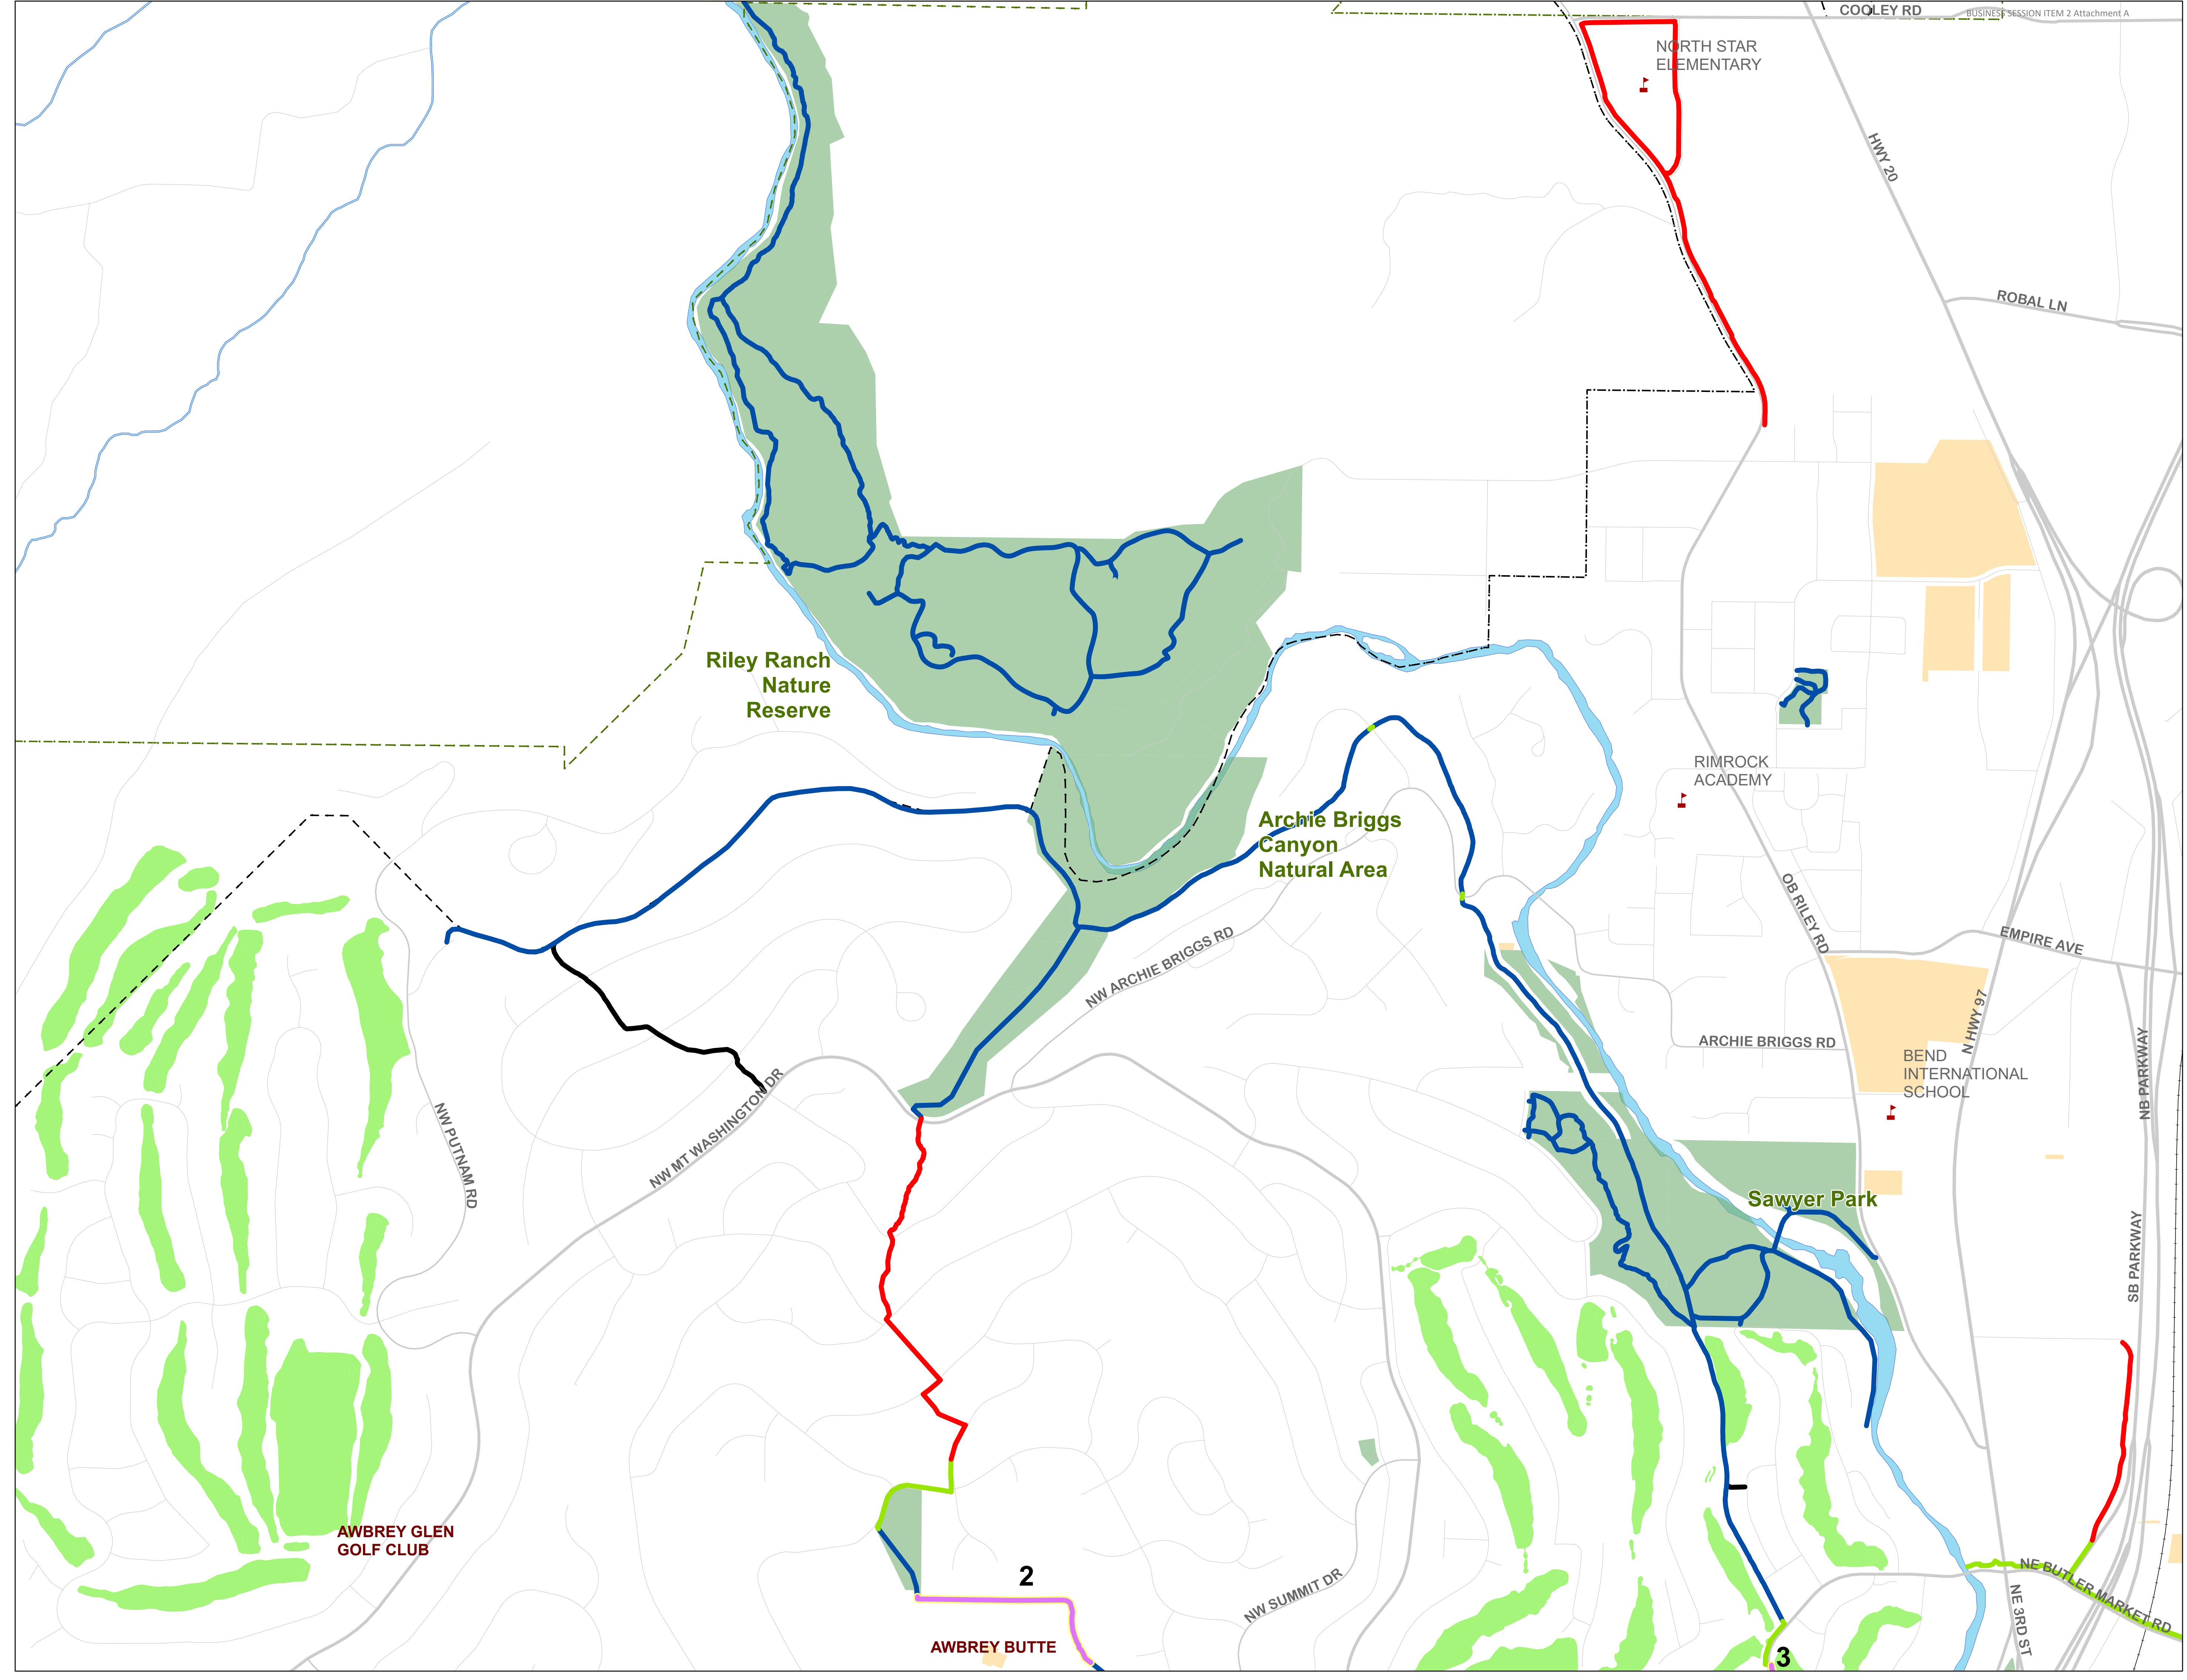 COOLEY RD
BUSINESS SESSION ITEM 2 Attachment A
NORTH STAR
ELEMENTARY
HWY 20
ROBAL LN
Riley Ranch
Nature
Reserve
RIMROCK
ACADEMY
Archie Briggs
Canyon
Natural Area
OB RILEY RD
EMPIRE AVE
NW ARCHIE BRIGGS RD
N HWY 97
ARCHIE BRIGGS RD
BEND
INTERNATIONAL
SCHOOL
NB PARKWAY
NW MT WASHINGTON DR
NW PUTNAM RD
Sawyer Park
SB PARKWAY
AWBREY GLEN
GOLF CLUB
2
NW SUMMIT DR
NE BUTLER MARKET RD
NE 3RD ST
AWBREY BUTTE
3